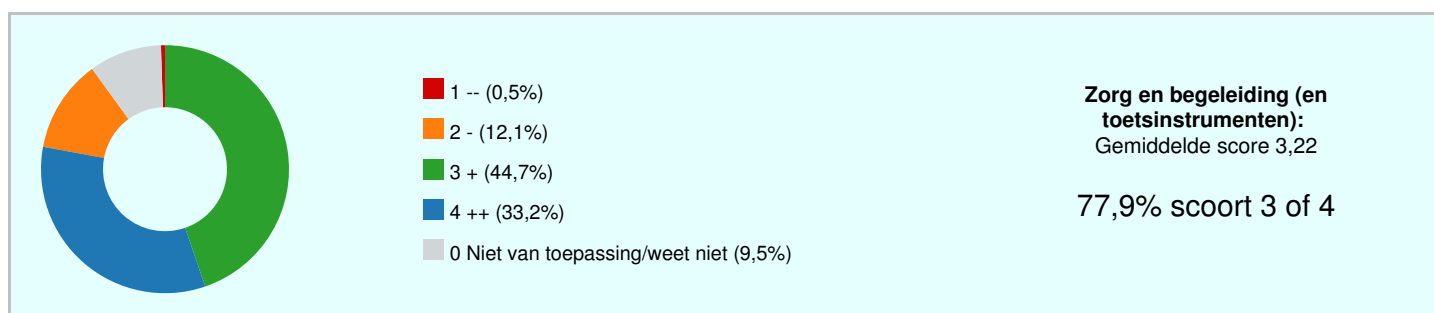 1 -- (0,5%)
2 - (12,1%)
3 + (44,7%)
4 ++ (33,2%)
0 Niet van toepassing/weet niet (9,5%)
Zorg en begeleiding (en
toetsinstrumenten):
Gemiddelde score 3,22
77,9% scoort 3 of 4